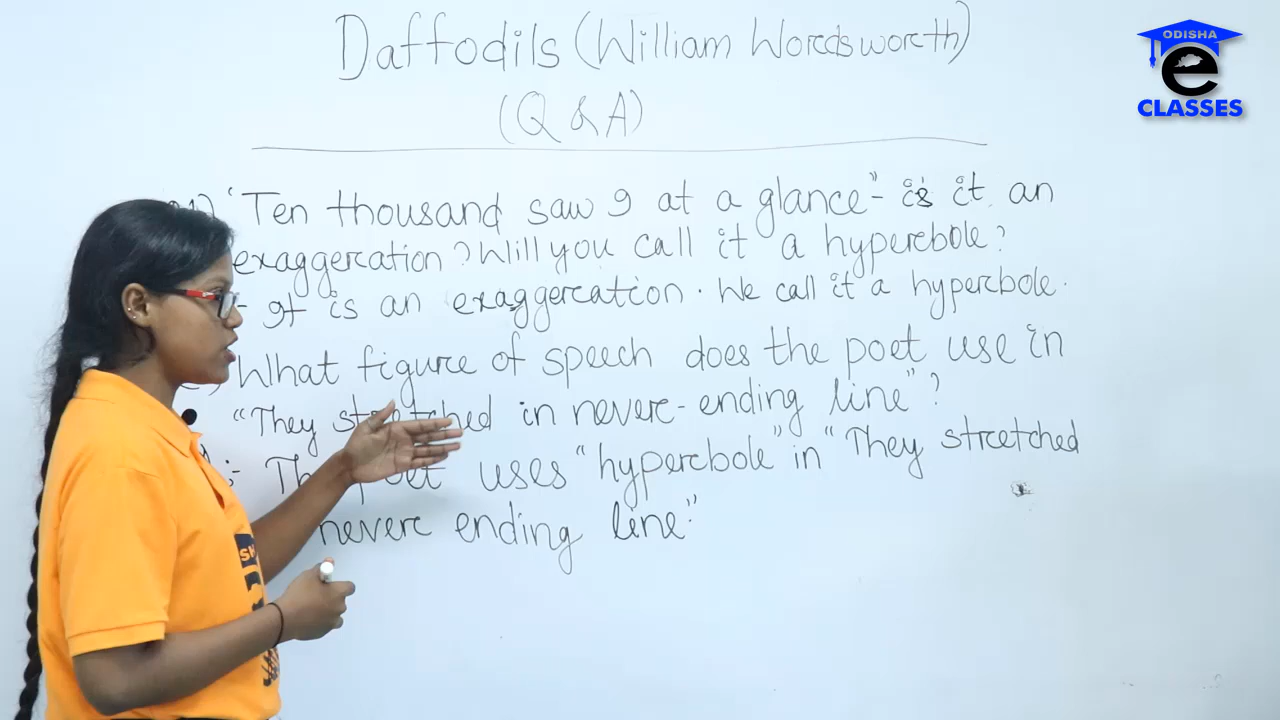 Daffodils (William Wordsworth)
(Q & A)
ODISHA
e
CLASSES
'Ten thousand saw I at a glance" - is it an
exaggeration? Will you call it a hyperbole?
- It is an exaggeration. We call it a hyperbole.
What figure of speech does the poet use in
"They stretched in never-ending line"?
:- The poet uses "hyperbole" in "They stretched
never ending line."